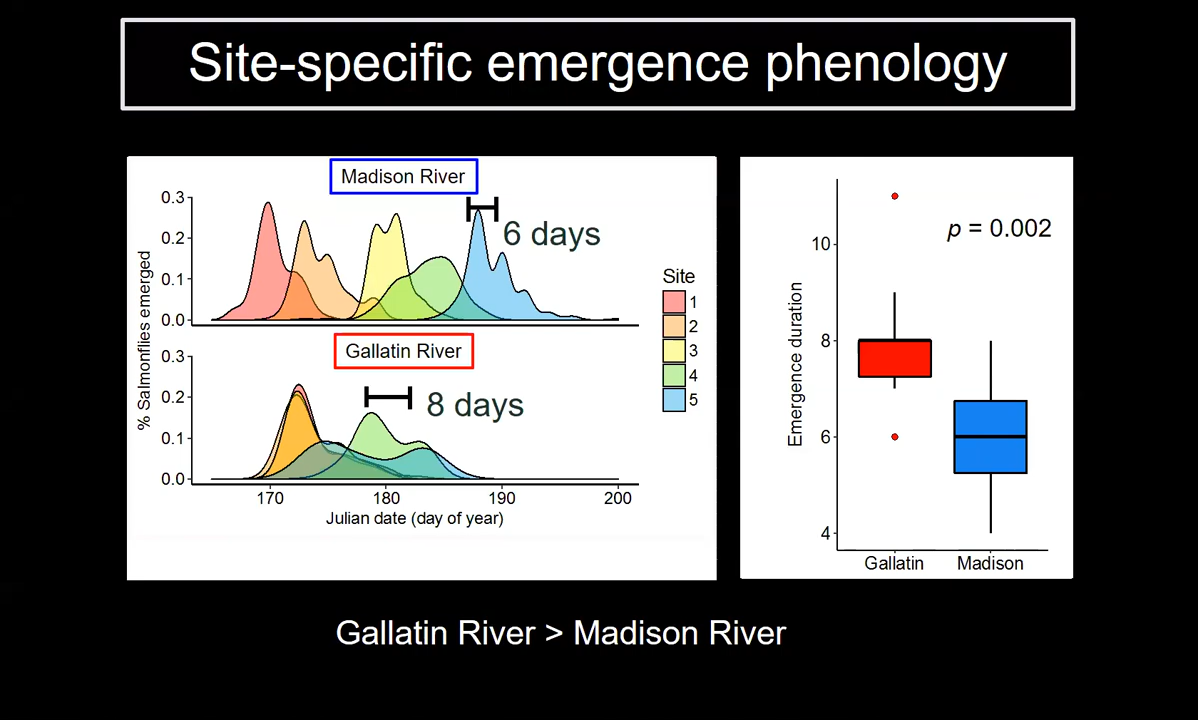 Site-specific emergence phenology
Madison River
0.3
0.2
0.1
0.0
6 days
% Salmonflies emerged
Gallatin River
0.3
0.2
0.1
0.0
8 days
170 180 190 200
Julian date (day of year)
Site
1
2
3
4
5
p = 0.002
Emergence duration
10
8
6
4
Gallatin Madison
Gallatin River > Madison River